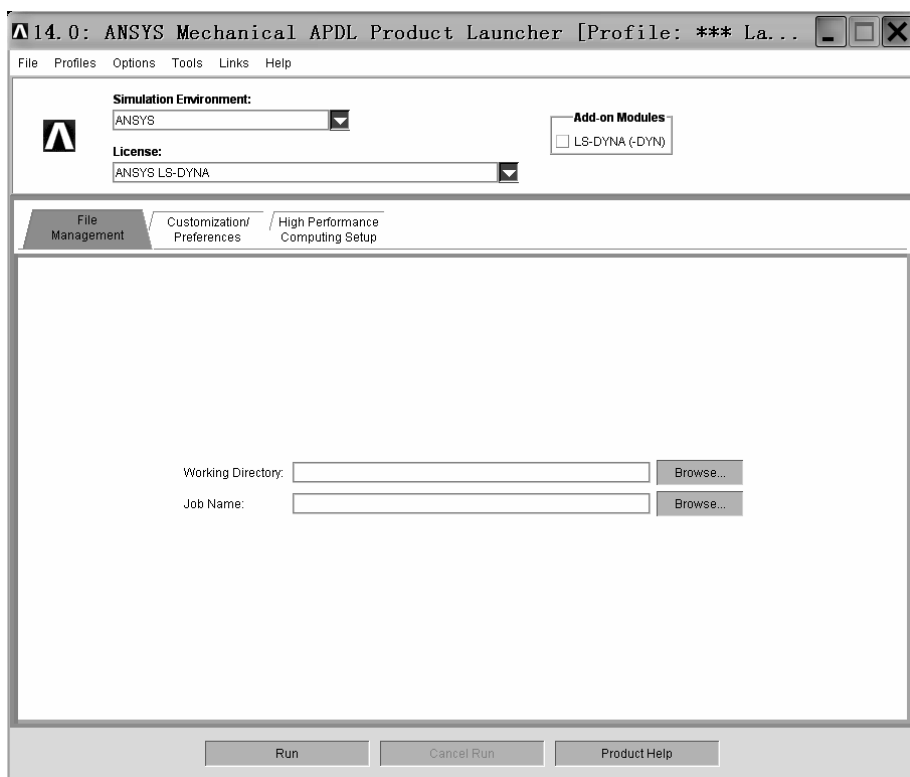 14.0: ANSYS Mechanical APDL Product Launcher [Profile: *** La...
File Profiles Options Tools Links Help
Simulation Environment:
ANSYS
Add-on Modules
LS-DYNA (-DYN)
License:
ANSYS LS-DYNA
File
Management
Customization/
Preferences
High Performance
Computing Setup
Working Directory:
Browse...
Job Name:
Browse...
Run Cancel Run Product Help